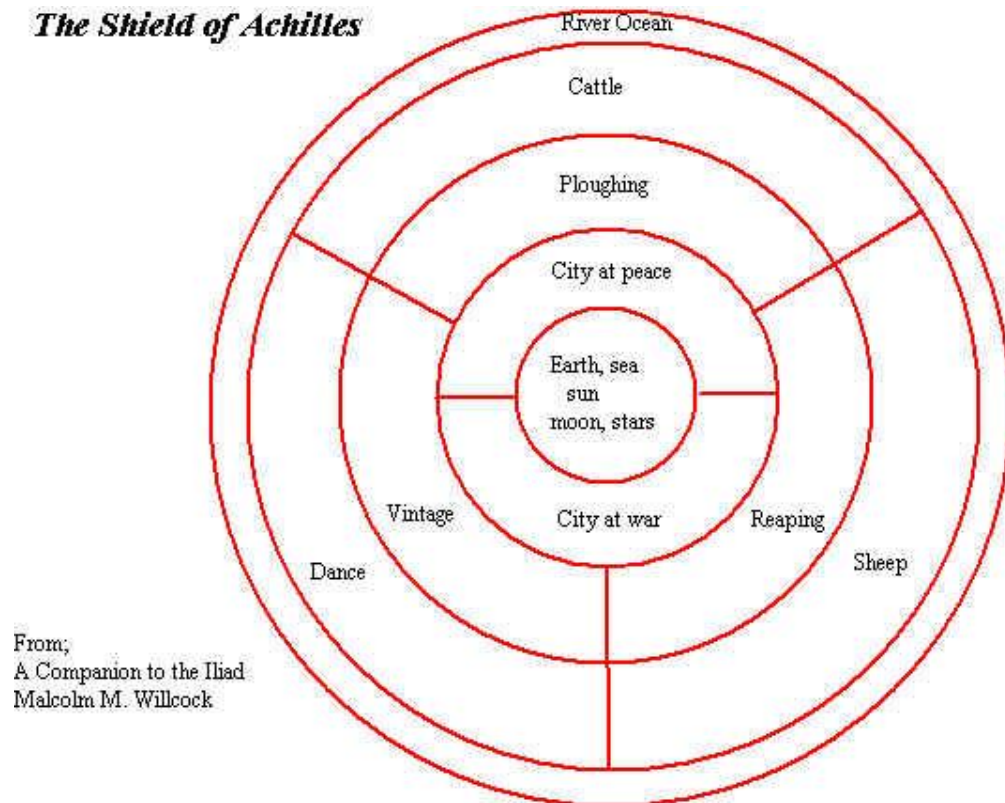 The Shield of Achilles
River Ocean
Cattle
Ploughing
City at peace
Earth, sea
sun
moon, stars
Vintage
City at war
Reaping
Dance
Sheep
From;
A Companion to the Iliad
Malcolm M. Willcock